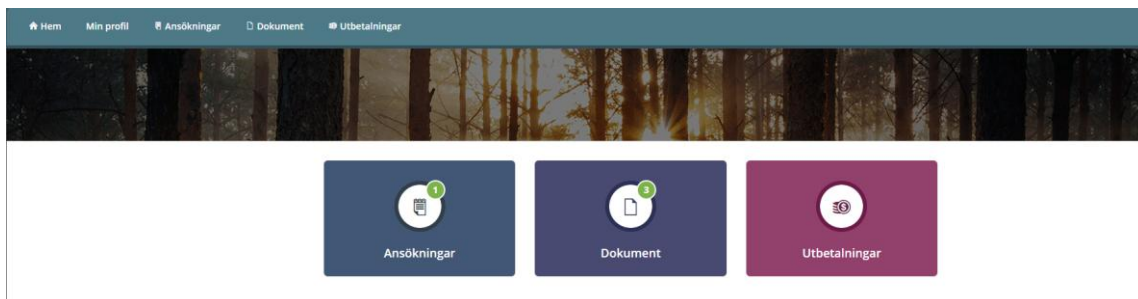 Hem Min profil Ansökningar Dokument Utbetalningar
1 3
Ansökningar Dokument Utbetalningar